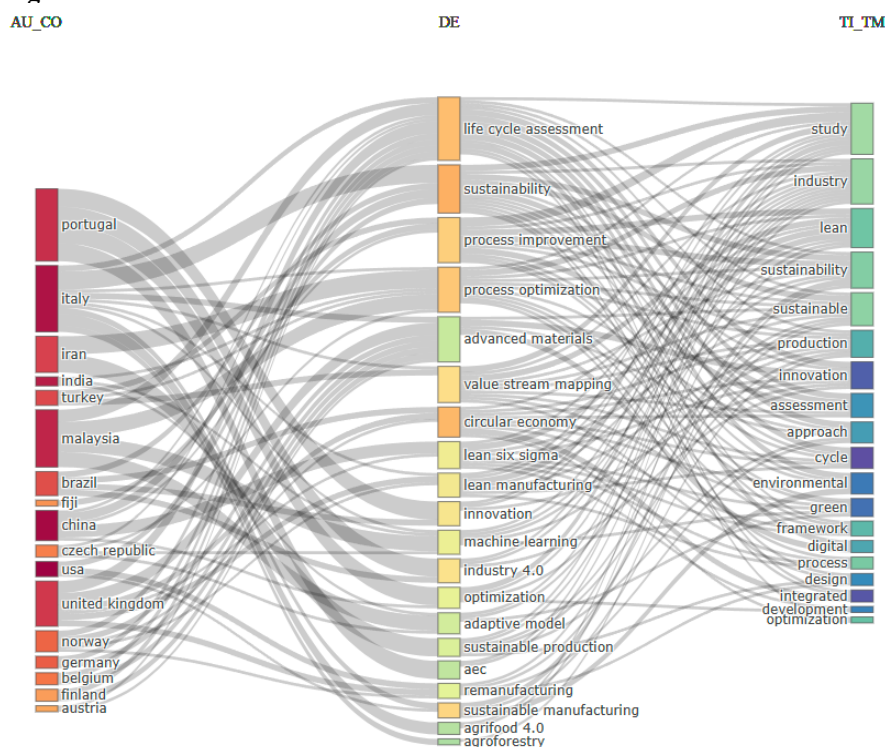 AU_CO
DE
TI_TM
portugal
italy
iran
india
turkey
malaysia
brazil
fiji
china
czech republic
usa
united kingdom
norway
germany
belgium
finland
austria
life cycle assessment
sustainability
process improvement
process optimization
advanced materials
value stream mapping
circular economy
lean six sigma
lean manufacturing
innovation
machine learning
industry 4.0
optimization
adaptive model
sustainable production
aec
remanufacturing
sustainable manufacturing
agrifood 4.0
agroforestry
study
industry
lean
sustainability
sustainable
production
innovation
assessment
approach
cycle
environmental
green
framework
digital
process
design
integrated
development
optimization